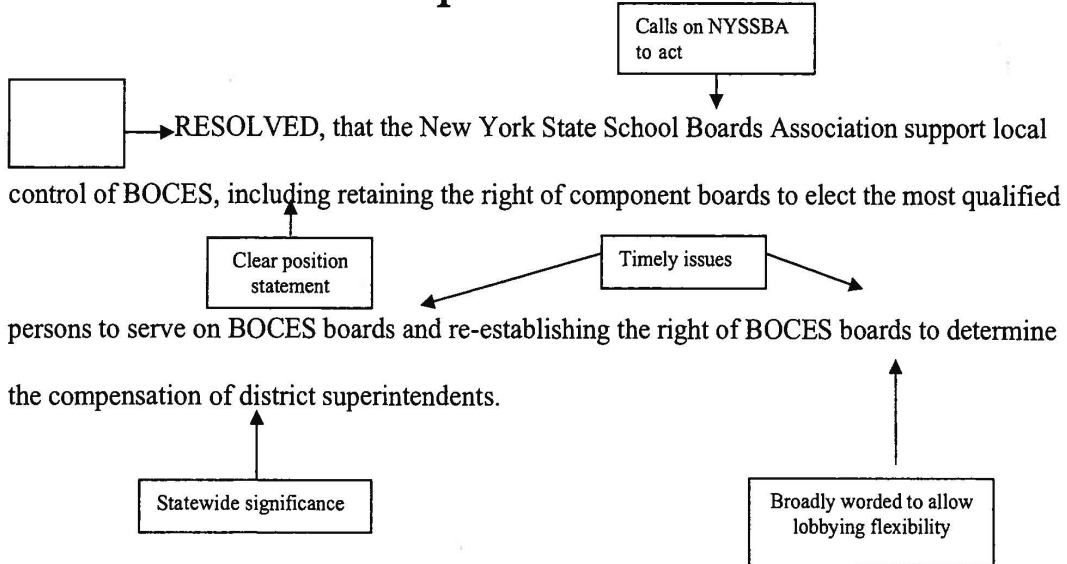 Calls on NYSSBA
to act
RESOLVED, that the New York State School Boards Association support local
control of BOCES, including retaining the right of component boards to elect the most qualified
Clear position
statement
Timely issues
persons to serve on BOCES boards and re-establishing the right of BOCES boards to determine
the compensation of district superintendents.
Statewide significance
Broadly worded to allow
lobbying flexibility